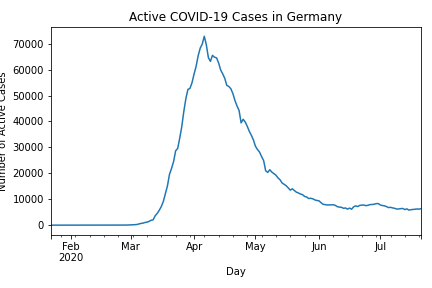 Active COVID-19 Cases in Germany
Number of Active Cases
70000
60000
50000
40000
30000
20000
10000
0
Feb Mar Apr May Jun Jul
2020
Day